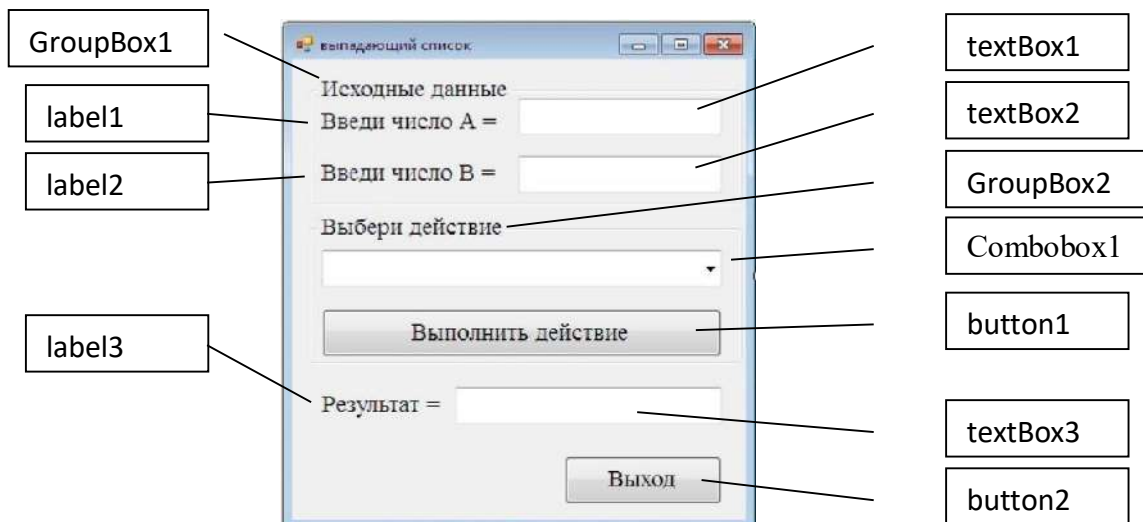 GroupBox1
label1
label2
label3
выпадающий список
Исходные данные
Введи число A =
Введи число B =
Выбери действие
Выполнить действие
Результат =
Выход
textBox1
textBox2
GroupBox2
Combobox1
button1
textBox3
button2